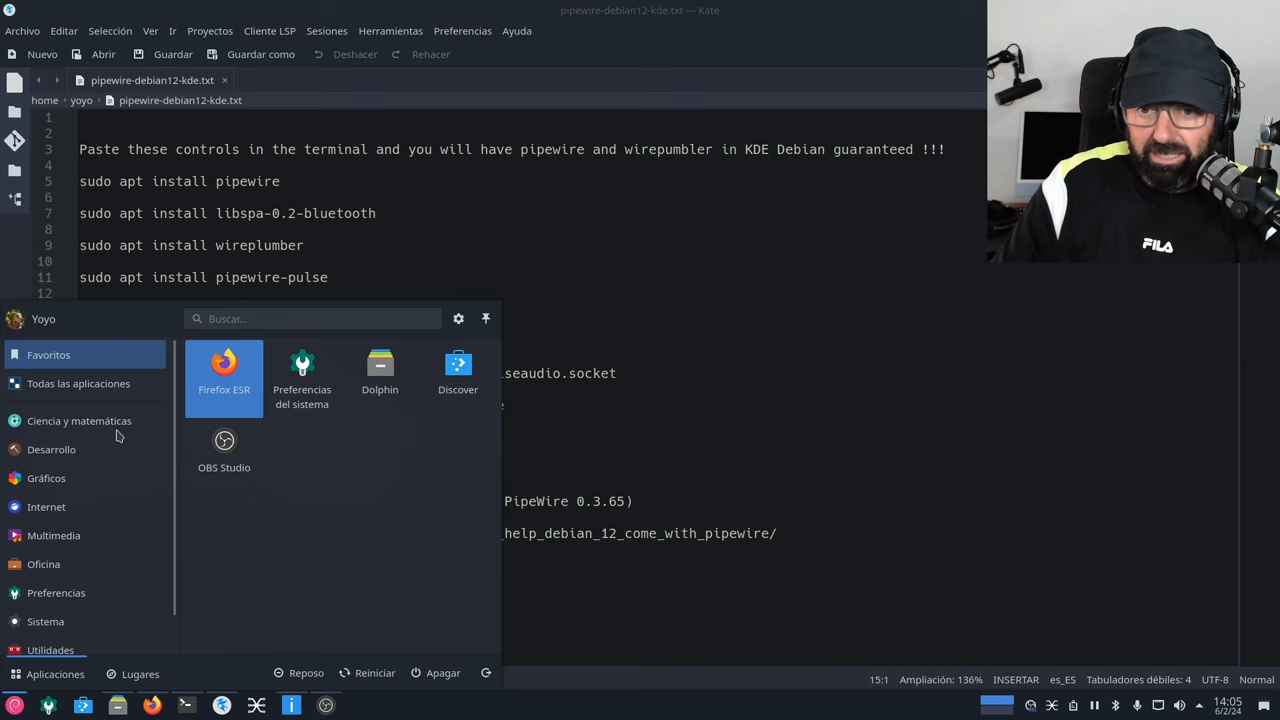 pipewire-debian12-kde.txt — Kate
Archivo Editar Selección Ver Ir Proyectos Cliente LSP Sesiones Herramientas Preferencias Ayuda
Nuevo Abrir Guardar Guardar como Deshacer Rehacer
pipewire-debian12-kde.txt
home yoyo pipewire-debian12-kde.txt
1
2
3 Paste these controls in the terminal and you will have pipewire and wirepumbler in KDE Debian guaranteed !!!
4
5 sudo apt install pipewire
6
7 sudo apt install libspa-0.2-bluetooth
8
9 sudo apt install wireplumber
10
11 sudo apt install pipewire-pulse
12
FILA
Yoyo
Buscar...
Favoritos
Todas las aplicaciones
Ciencia y matemáticas
Desarrollo
Gráficos
Internet
Multimedia
Oficina
Preferencias
Sistema
Utilidades
Firefox ESR
Preferencias del sistema
Dolphin
Discover
OBS Studio
Aplicaciones Lugares Reposo Reiniciar Apagar
seaudio.socket
PipeWire 0.3.65)
_help_debian_12_come_with_pipewire/
15:1 Ampliación: 136% INSERTAR es_ES Tabuladores débiles: 4 UTF-8 Normal
14:05
6/2/24